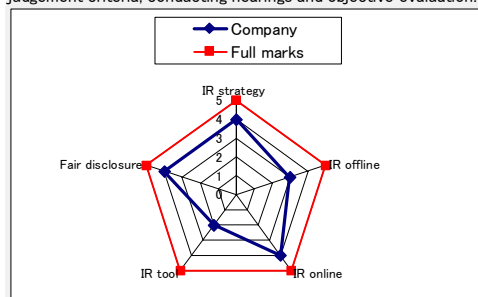 judgement criteria, conducting hearings and objective evaluation.
Company
Full marks
IR strategy
5
4
3
2
1
0
Fair disclosure
IR offline
IR tool
IR online